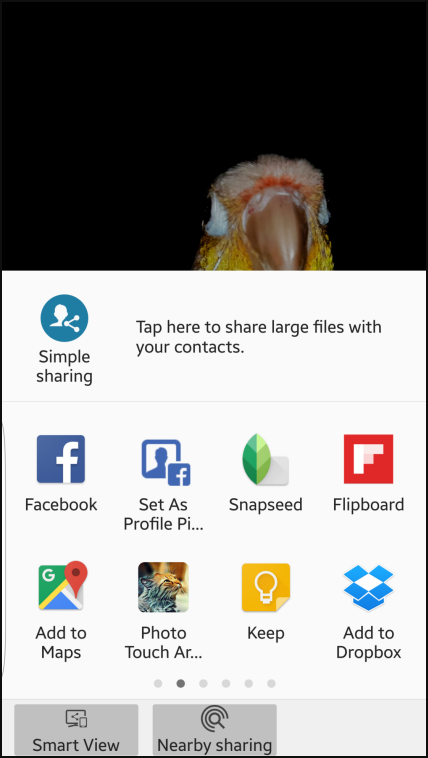 Tap here to share large files with
your contacts.
Simple
sharing
Facebook
Set As
Profile Pi...
Snapseed
Flipboard
Add to
Maps
Photo
Touch Ar...
Keep
Add to
Dropbox
Smart View
Nearby sharing